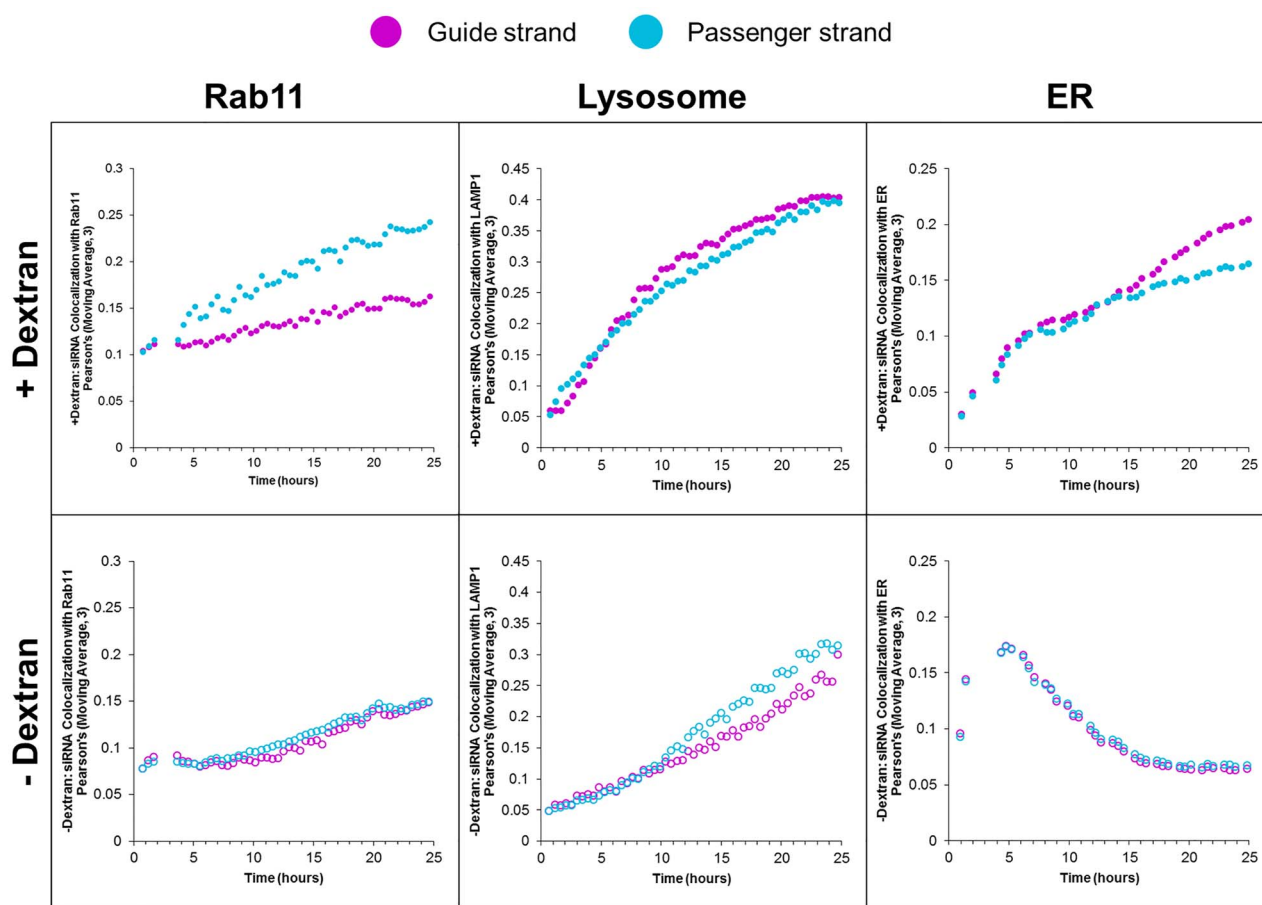 Guide strand
Passenger strand
Rab11
Lysosome
ER
+ Dextran
+Dextran: siRNA Colocalization with Rab11
Pearson's (Moving Average, 3)
0.3
0.25
0.2
0.15
0.1
0.05
0
0 5 10 15 20 25
Time (hours)
+Dextran: siRNA Colocalization with LAMP1
Pearson's (Moving Average, 3)
0.45
0.4
0.35
0.3
0.25
0.2
0.15
0.1
0.05
0
0 5 10 15 20 25
Time (hours)
+Dextran: siRNA Colocalization with ER
Pearson's (Moving Average, 3)
0.25
0.2
0.15
0.1
0.05
0
0 5 10 15 20 25
Time (hours)
- Dextran
-Dextran: siRNA Colocalization with Rab11
Pearson's (Moving Average, 3)
0.3
0.25
0.2
0.15
0.1
0.05
0
0 5 10 15 20 25
Time (hours)
-Dextran: siRNA Colocalization with LAMP1
Pearson's (Moving Average, 3)
0.45
0.4
0.35
0.3
0.25
0.2
0.15
0.1
0.05
0
0 5 10 15 20 25
Time (hours)
-Dextran: siRNA Colocalization with ER
Pearson's (Moving Average, 3)
0.25
0.2
0.15
0.1
0.05
0
0 5 10 15 20 25
Time (hours)